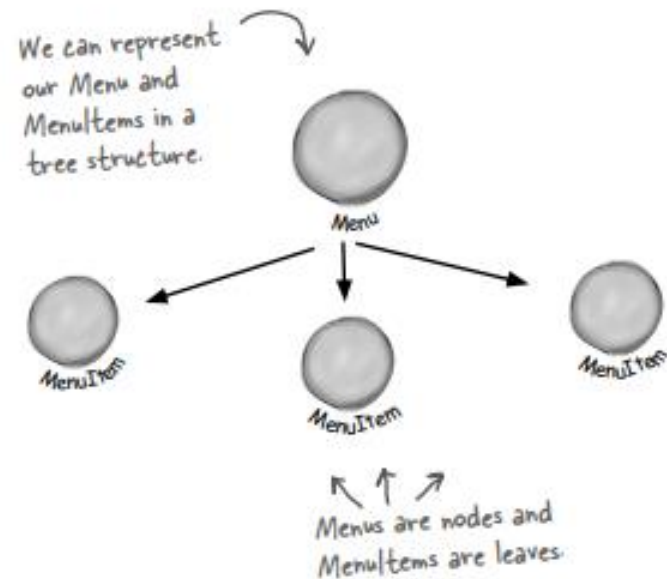 We can represent
our Menu and
MenuItems in a
tree structure.
Menu
MenuItem
MenuItem
MenuItem
Menus are nodes and
MenuItems are leaves.